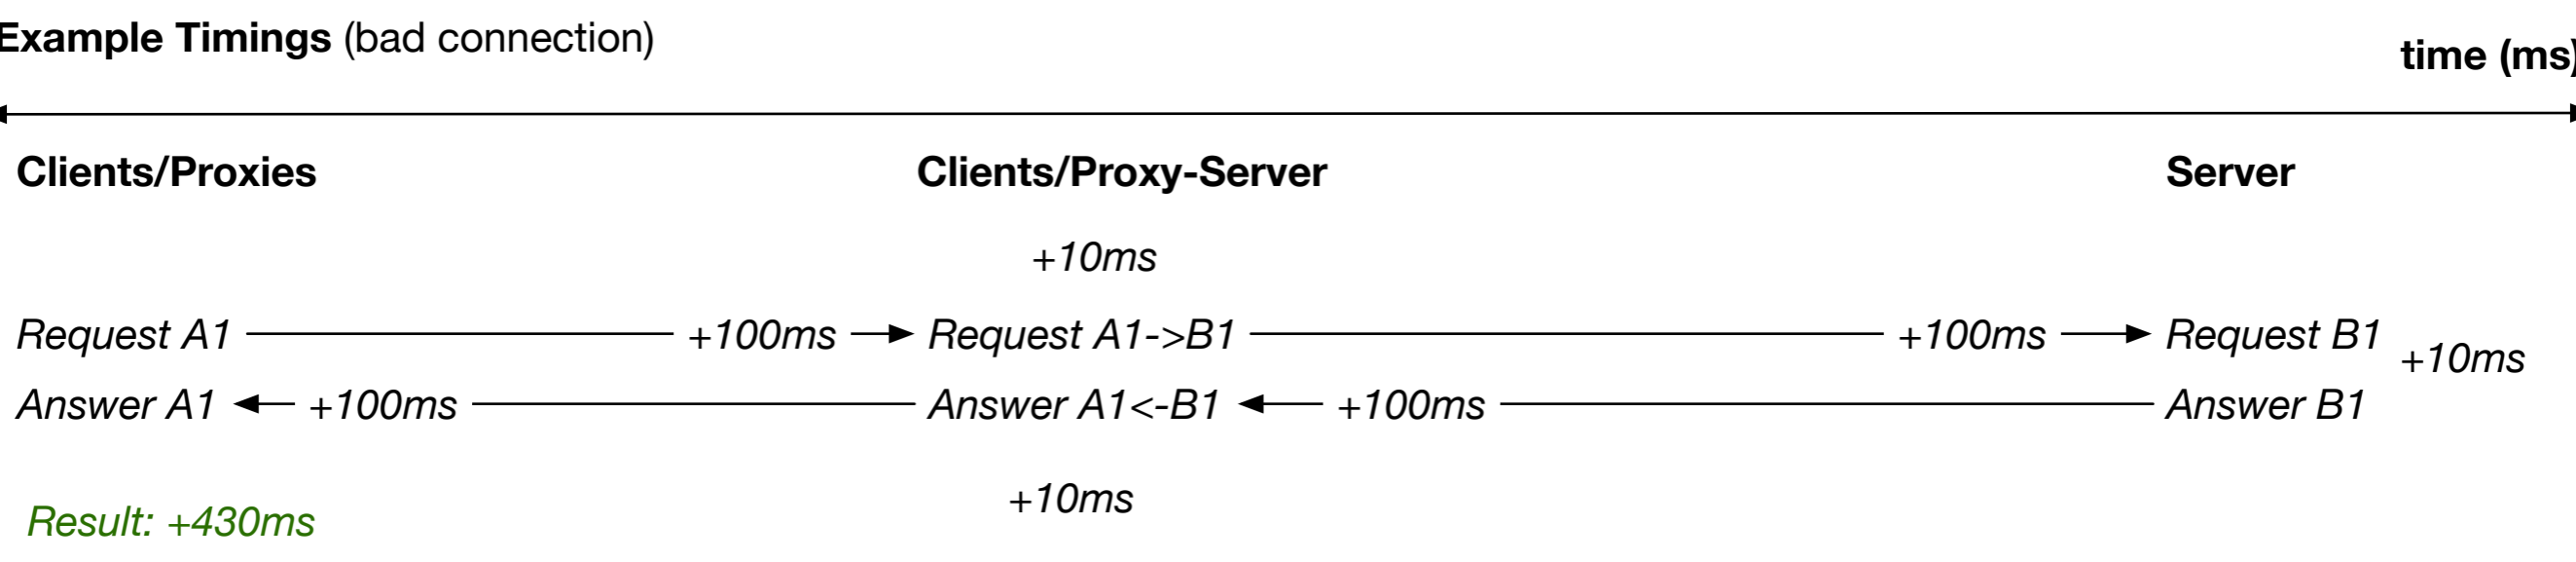 Example Timings (bad connection)
time (ms)
Clients/Proxies Clients/Proxy-Server Server
+10ms
Request A1 +100ms Request A1->B1 +100ms Request B1
+10ms
Answer A1 +100ms Answer A1<-B1 +100ms Answer B1
+10ms
Result: +430ms